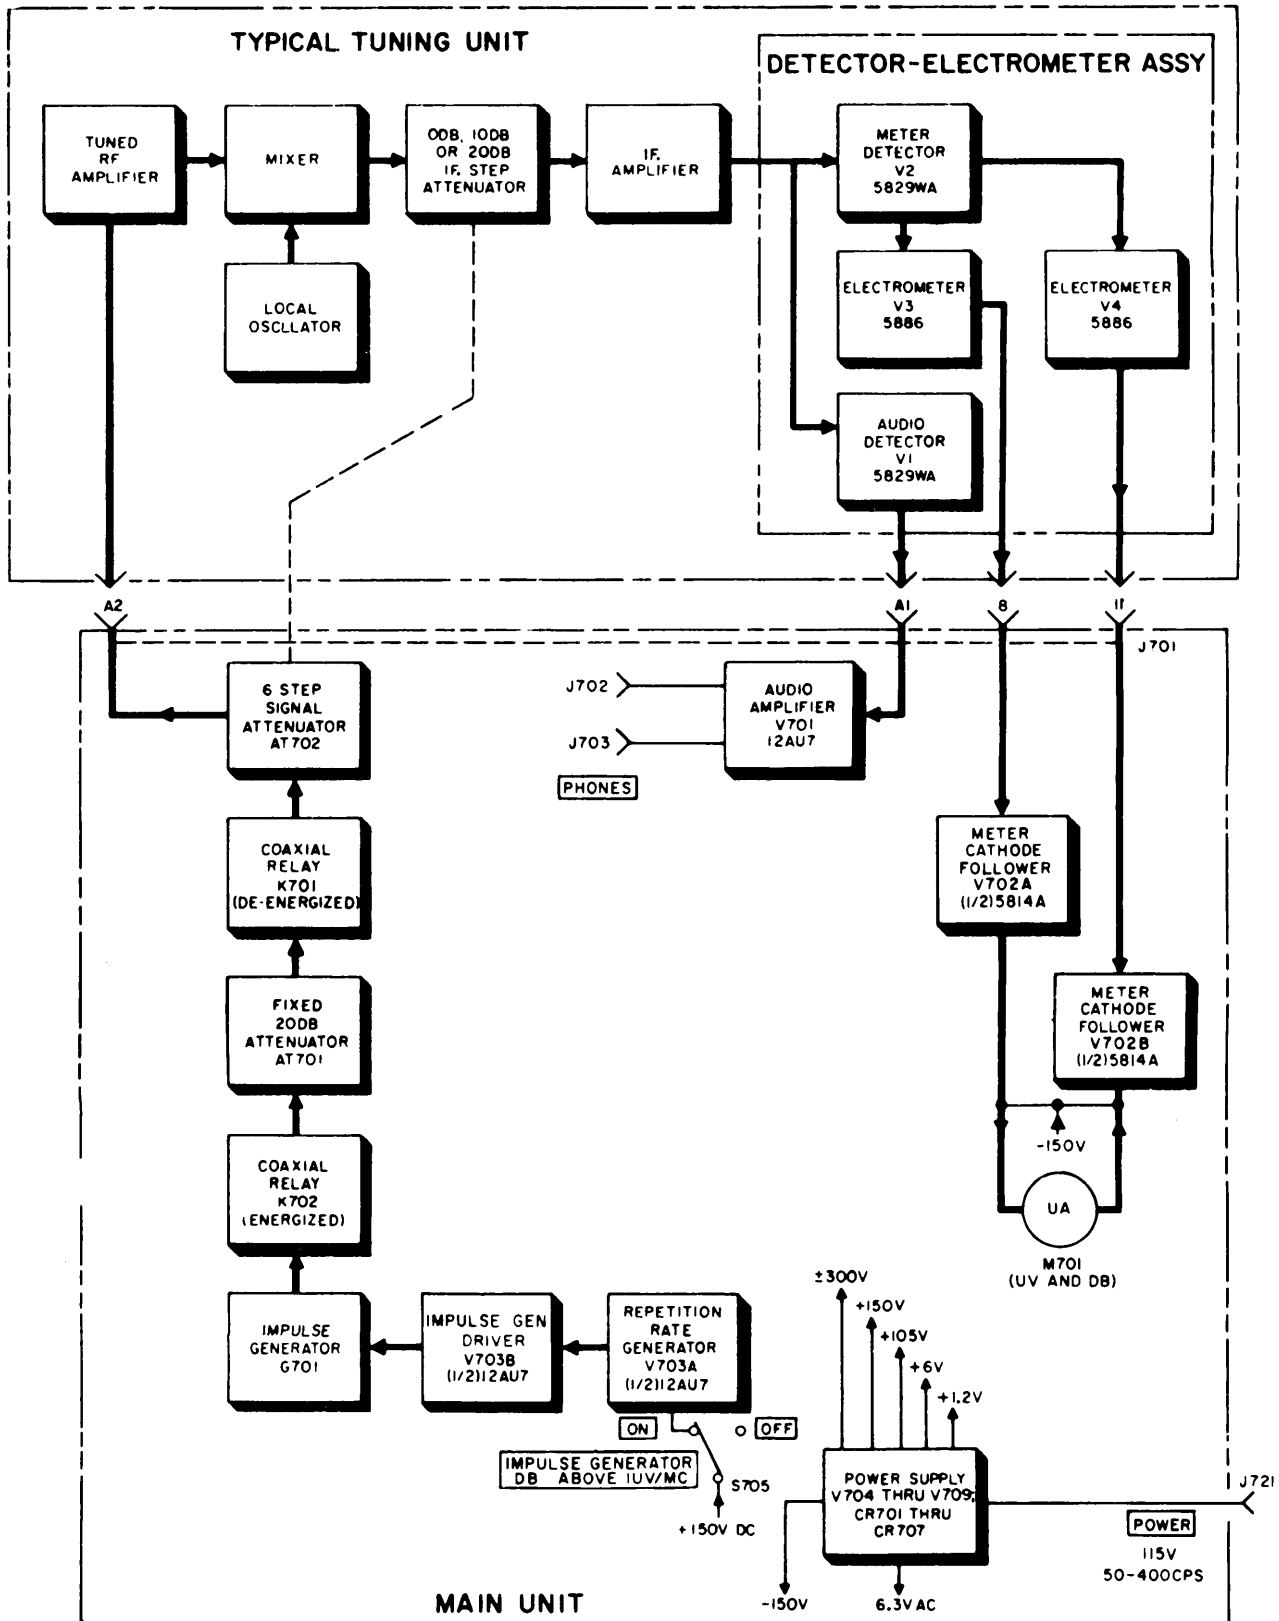 TYPICAL TUNING UNIT
DETECTOR-ELECTROMETER ASSY
TUNED
RF
AMPLIFIER
MIXER
0DB, 10DB
OR 20DB
IF. STEP
ATTENUATOR
IF.
AMPLIFIER
METER
DETECTOR
V2
5829WA
LOCAL
OSCLLATOR
ELECTROMETER
V3
5886
ELECTROMETER
V4
5886
AUDIO
DETECTOR
V1
5829WA
A2
A1
8
11
J701
6 STEP
SIGNAL
ATTENUATOR
AT702
J702
J703
PHONES
AUDIO
AMPLIFIER
V701
12AU7
COAXIAL
RELAY
K701
(DE-ENERGIZED)
METER
CATHODE
FOLLOWER
V702A
(1/2)5814A
FIXED
20DB
ATTENUATOR
AT701
METER
CATHODE
FOLLOWER
V702B
(1/2)5814A
-150V
COAXIAL
RELAY
K702
(ENERGIZED)
UA
M701
(UV AND DB)
IMPULSE
GENERATOR
G701
IMPULSE GEN
DRIVER
V703B
(1/2)12AU7
REPETITION
RATE
GENERATOR
V703A
(1/2)12AU7
±300V
+150V
+105V
+6V
+1.2V
ON
OFF
IMPULSE GENERATOR
DB ABOVE 1UV/MC
S705
+150V DC
POWER SUPPLY
V704 THRU V709,
CR701 THRU
CR707
J721
POWER
115V
50-400CPS
-150V
6.3V AC
MAIN UNIT